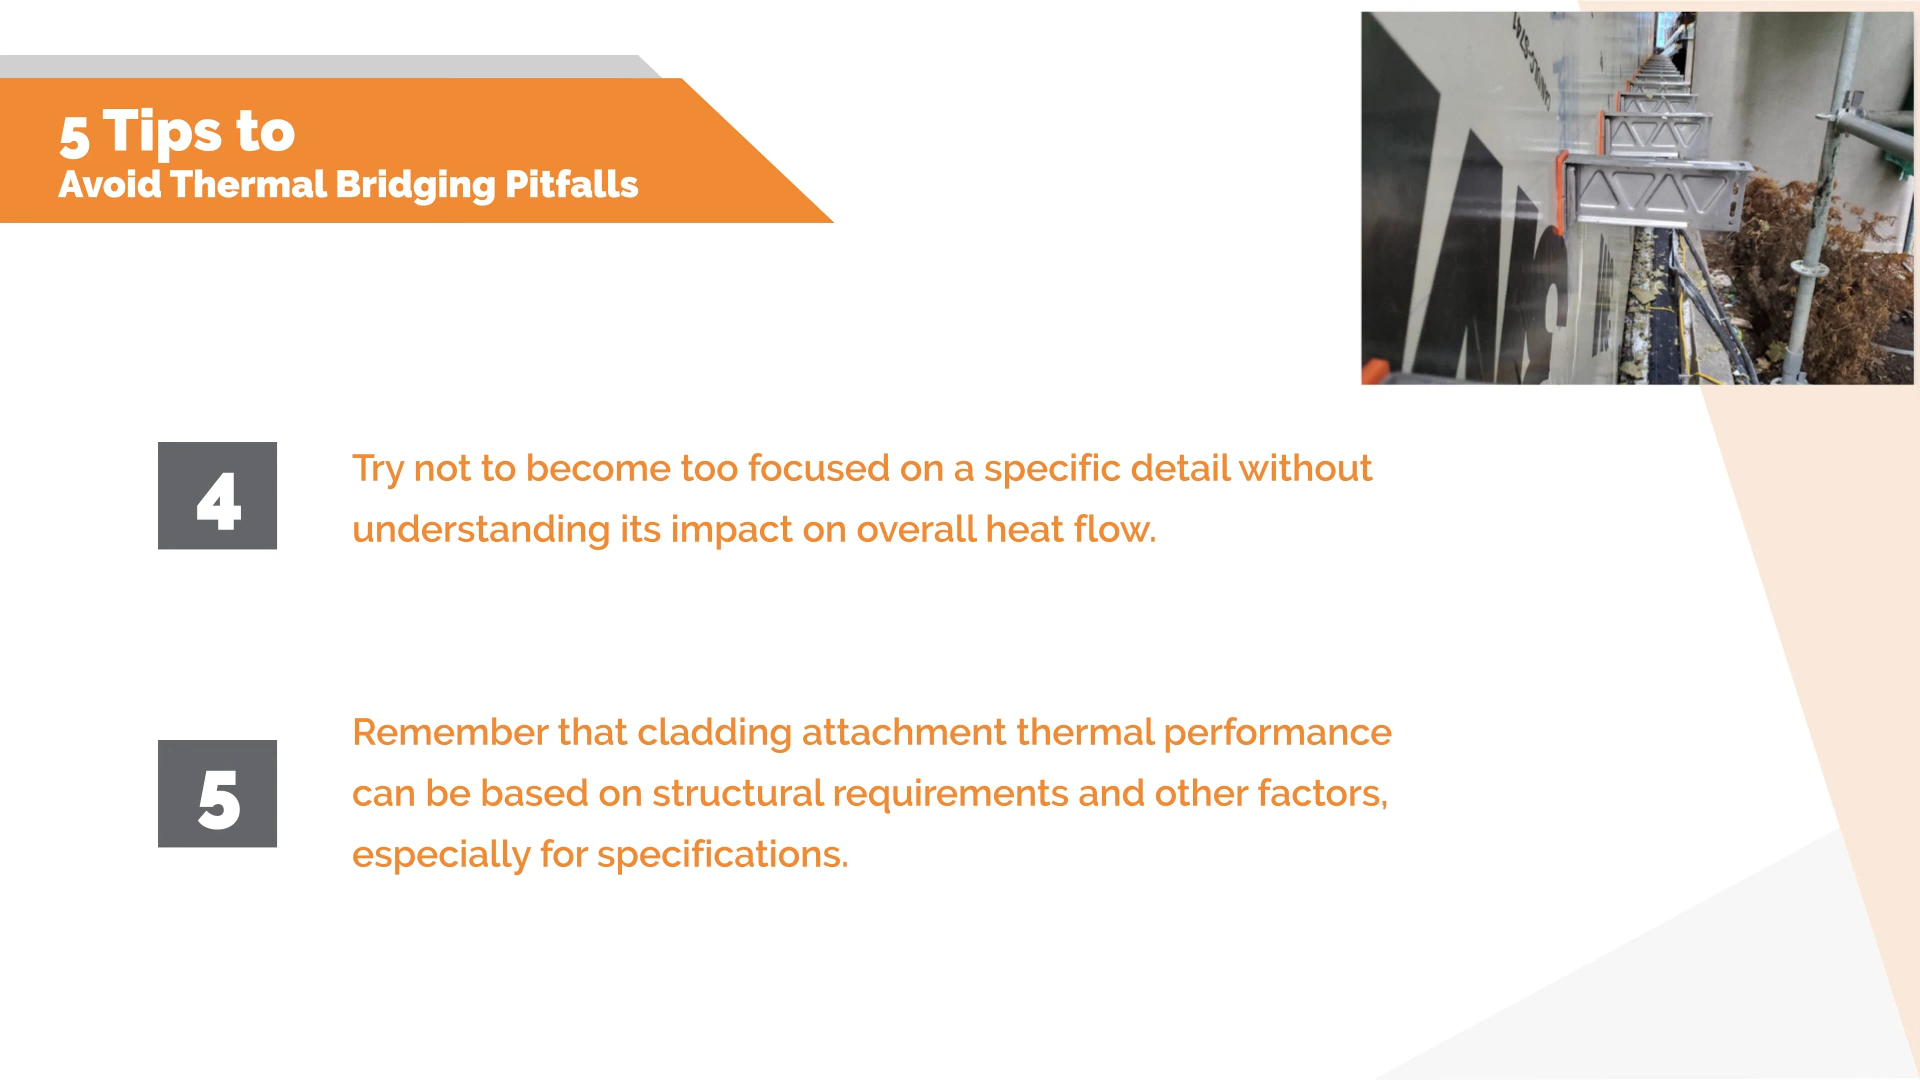 5 Tips to
Avoid Thermal Bridging Pitfalls
4
Try not to become too focused on a specific detail without
understanding its impact on overall heat flow.
5
Remember that cladding attachment thermal performance
can be based on structural requirements and other factors,
especially for specifications.